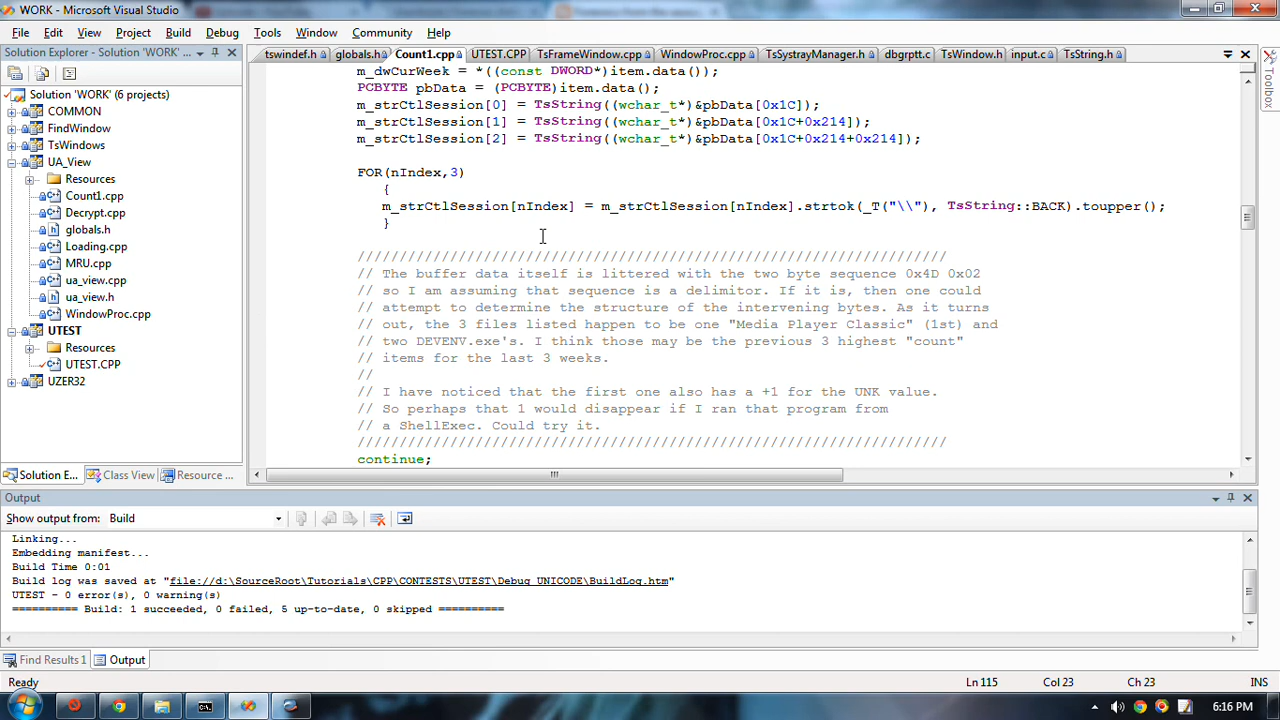 WORK - Microsoft Visual Studio
File Edit View Project Build Debug Tools Window Community Help
Solution Explorer - Solution 'WORK' ...
tswindef.h globals.h Count1.cpp UTEST.CPP TsFrameWindow.cpp WindowProc.cpp TsSystrayManager.h dbgrptt.c TsWindow.h input.c TsString.h
Toolbox
Solution 'WORK' (6 projects)
COMMON
FindWindow
TsWindows
UA_View
Resources
Count1.cpp
Decrypt.cpp
globals.h
Loading.cpp
MRU.cpp
ua_view.cpp
ua_view.h
WindowProc.cpp
UTEST
Resources
UTEST.CPP
UZER32
Solution E... Class View Resource ...
m_dwCurWeek = *((const DWORD*)item.data());
PCBYTE pbData = (PCBYTE)item.data();
m_strCtlSession[0] = TsString((wchar_t*)&pbData[0x1C]);
m_strCtlSession[1] = TsString((wchar_t*)&pbData[0x1C+0x214]);
m_strCtlSession[2] = TsString((wchar_t*)&pbData[0x1C+0x214+0x214]);
FOR(nIndex,3)
{
m_strCtlSession[nIndex] = m_strCtlSession[nIndex].strtok(_T("\\"), TsString::BACK).toupper();
}
//////////////////////////////////////////////////////////////////////
// The buffer data itself is littered with the two byte sequence 0x4D 0x02
// so I am assuming that sequence is a delimitor. If it is, then one could
// attempt to determine the structure of the intervening bytes. As it turns
// out, the 3 files listed happen to be one "Media Player Classic" (1st) and
// two DEVENV.exe's. I think those may be the previous 3 highest "count"
// items for the last 3 weeks.
//
// I have noticed that the first one also has a +1 for the UNK value.
// So perhaps that 1 would disappear if I ran that program from
// a ShellExec. Could try it.
//////////////////////////////////////////////////////////////////////
continue;
Output
Show output from: Build
Linking...
Embedding manifest...
Build Time 0:01
Build log was saved at "file://d:\SourceRoot\Tutorials\CPP\CONTESTS\UTEST\Debug_UNICODE\BuildLog.htm"
UTEST - 0 error(s), 0 warning(s)
========== Build: 1 succeeded, 0 failed, 5 up-to-date, 0 skipped ==========
Find Results 1 Output
Ready Ln 115 Col 23 Ch 23 INS
6:16 PM